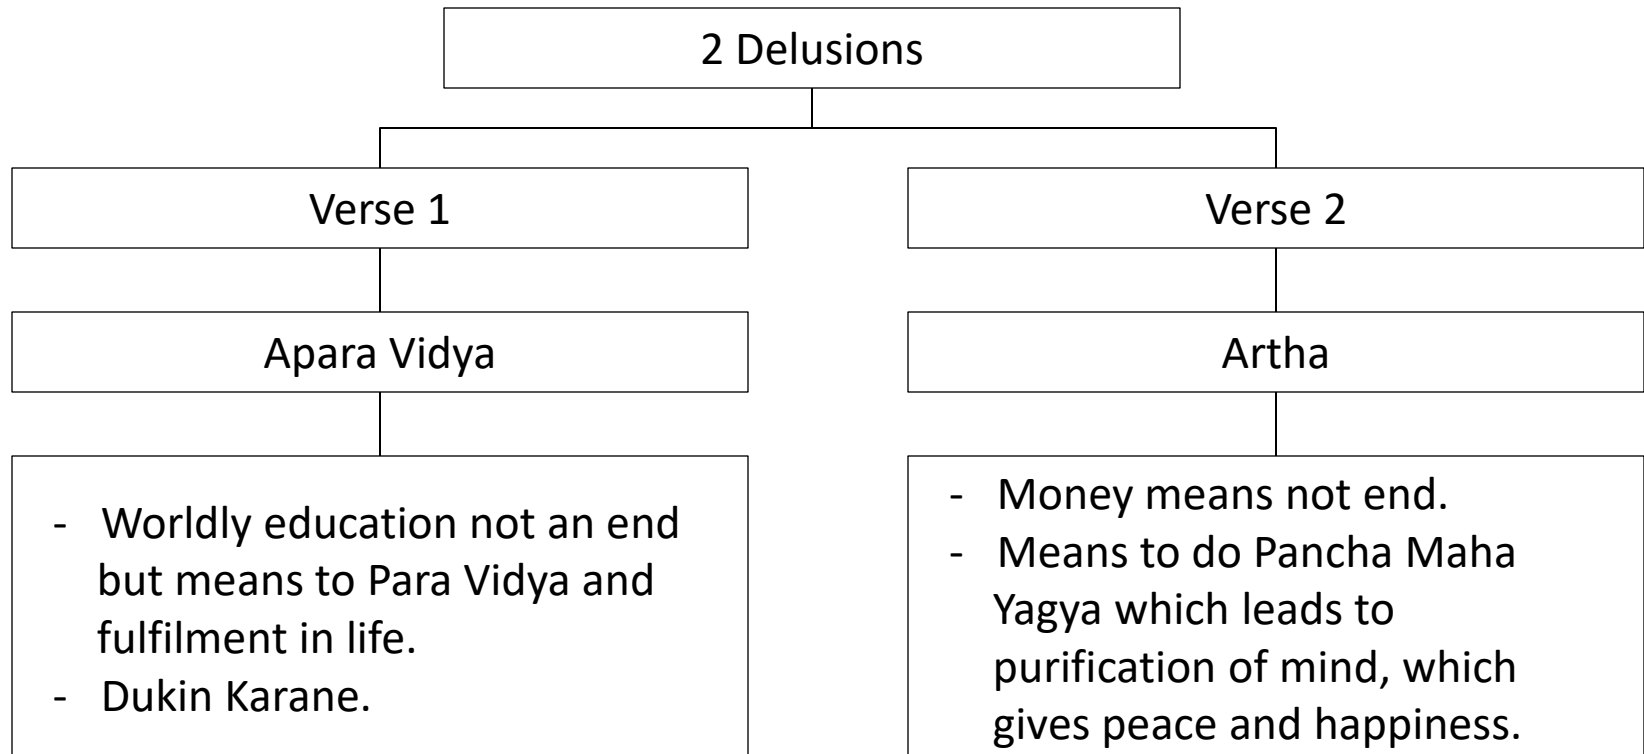 2 Delusions
Verse 1
Verse 2
Apara Vidya
Artha
- Worldly education not an end
but means to Para Vidya and
fulfilment in life.
- Dukin Karane.
- Money means not end.
- Means to do Pancha Maha
Yagya which leads to
purification of mind, which
gives peace and happiness.